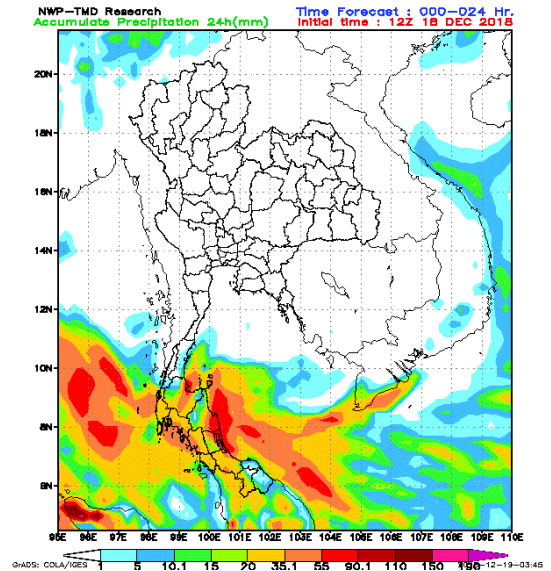 NWP-TMD Research
Time Forecast : 000-024 Hr.
Accumulate Precipitation 24h(mm)
Initial time : 12Z 18 DEC 2018
20N
18N
16N
14N
12N
10N
8N
6N
95E 96E 97E 98E 99E 100E 101E 102E 103E 104E 105E 106E 107E 108E 109E 110E
GrADS: COLA/IGES
1 5 10.1 15 20 35.1 55 90.1 110 150
-12-19-03:45